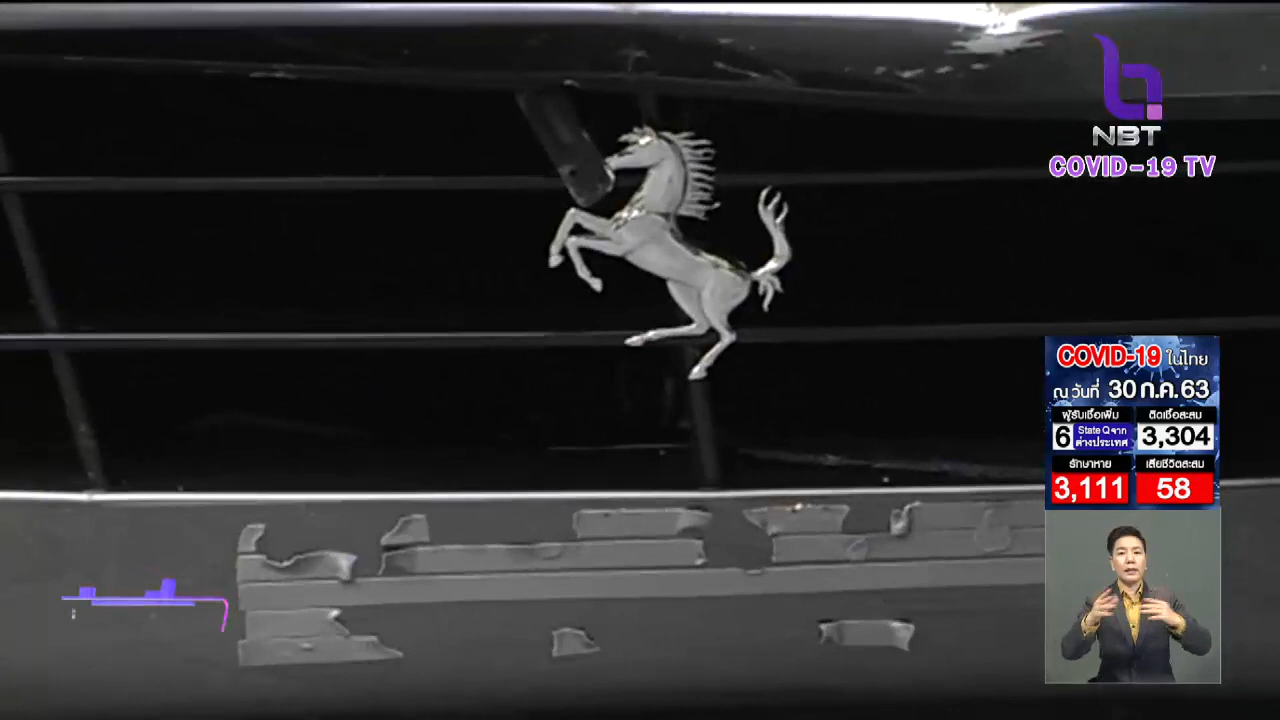 NBT
COVID-19 TV
COVID-19 ในไทย
ณ วันที่ 30 ก.ค. 63
ผู้รับเชื้อเพิ่ม
ติดเชื้อสะสม
6 State Q จาก
ต่างประเทศ
3,304
รักษาหาย
เสียชีวิตสะสม
3,111
58